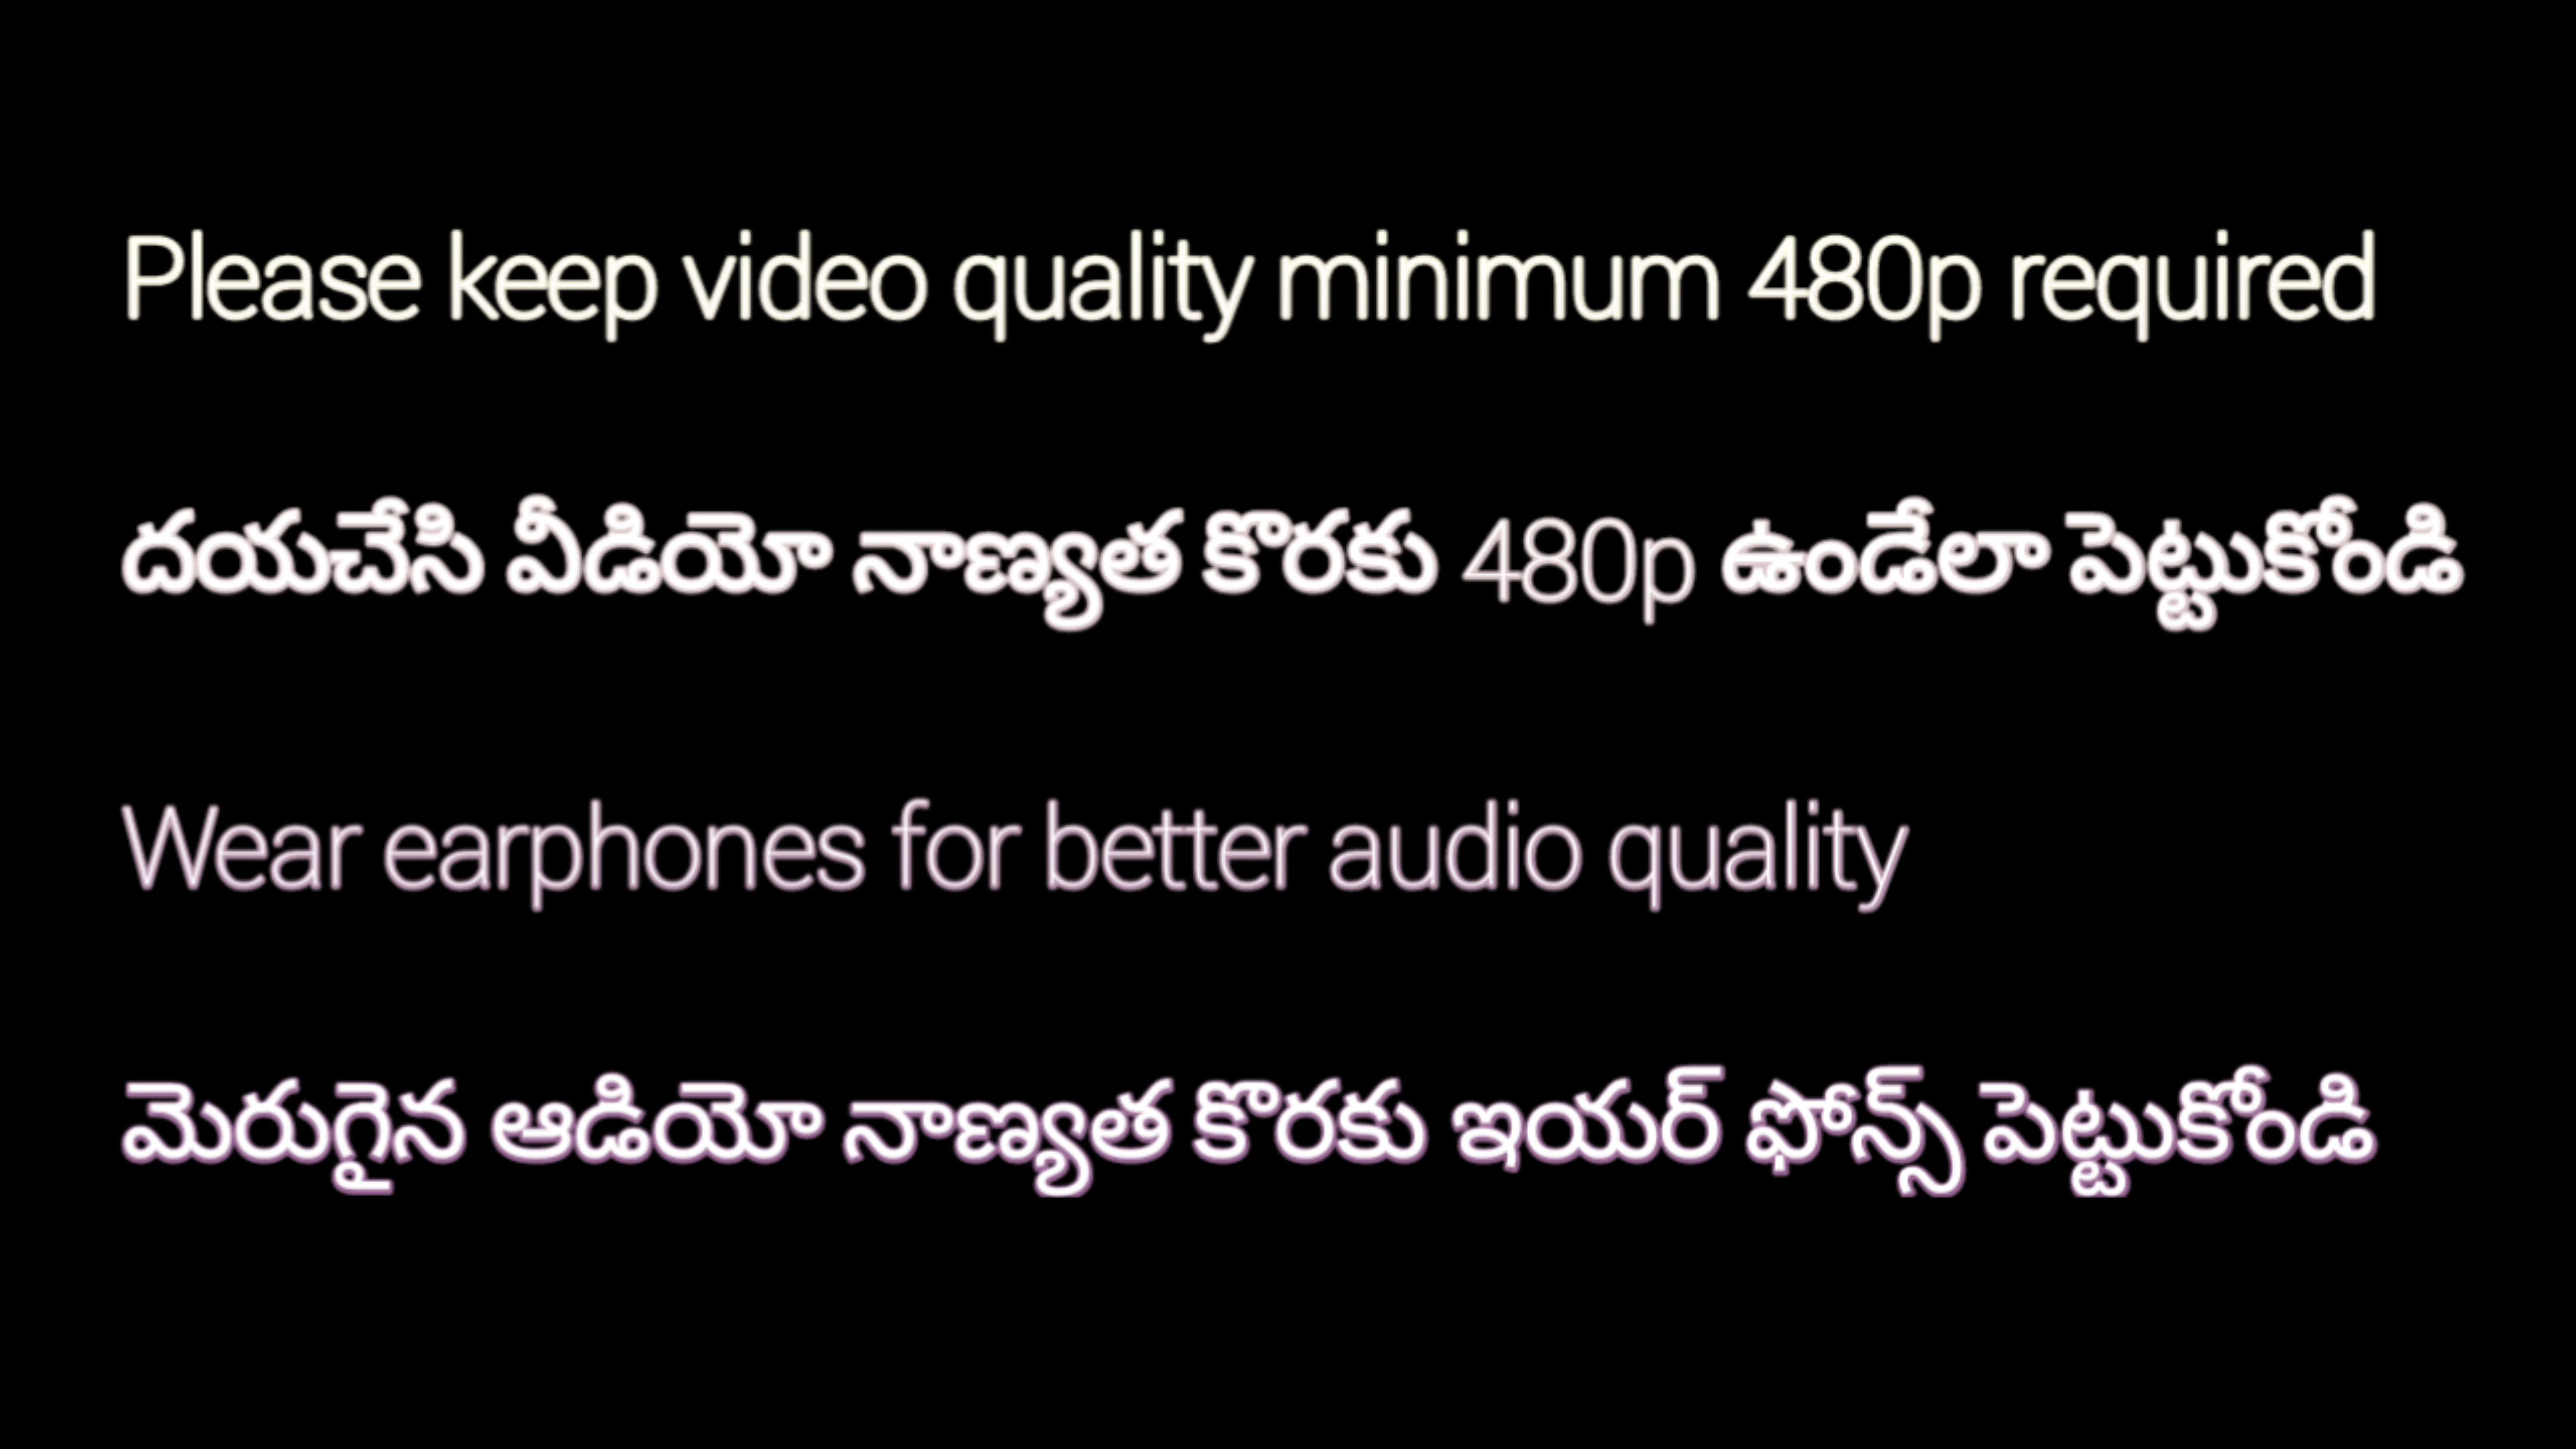 Please keep video quality minimum 480p required
దయచేసి వీడియో నాణ్యత కొరకు 480p ఉండేలా పెట్టుకోండి
Wear earphones for better audio quality
మెరుగైన ఆడియో నాణ్యత కొరకు ఇయర్ ఫోన్స్ పెట్టుకోండి